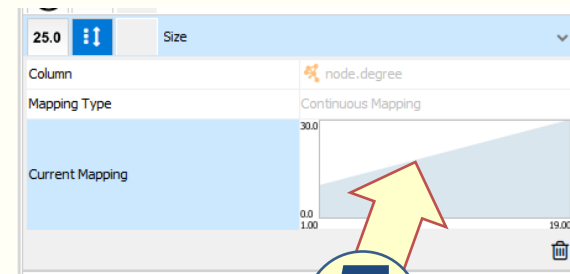 25.0 Size
Column node.degree
Mapping Type Continuous Mapping
30.0
Current Mapping
0.0
1.00 19.00